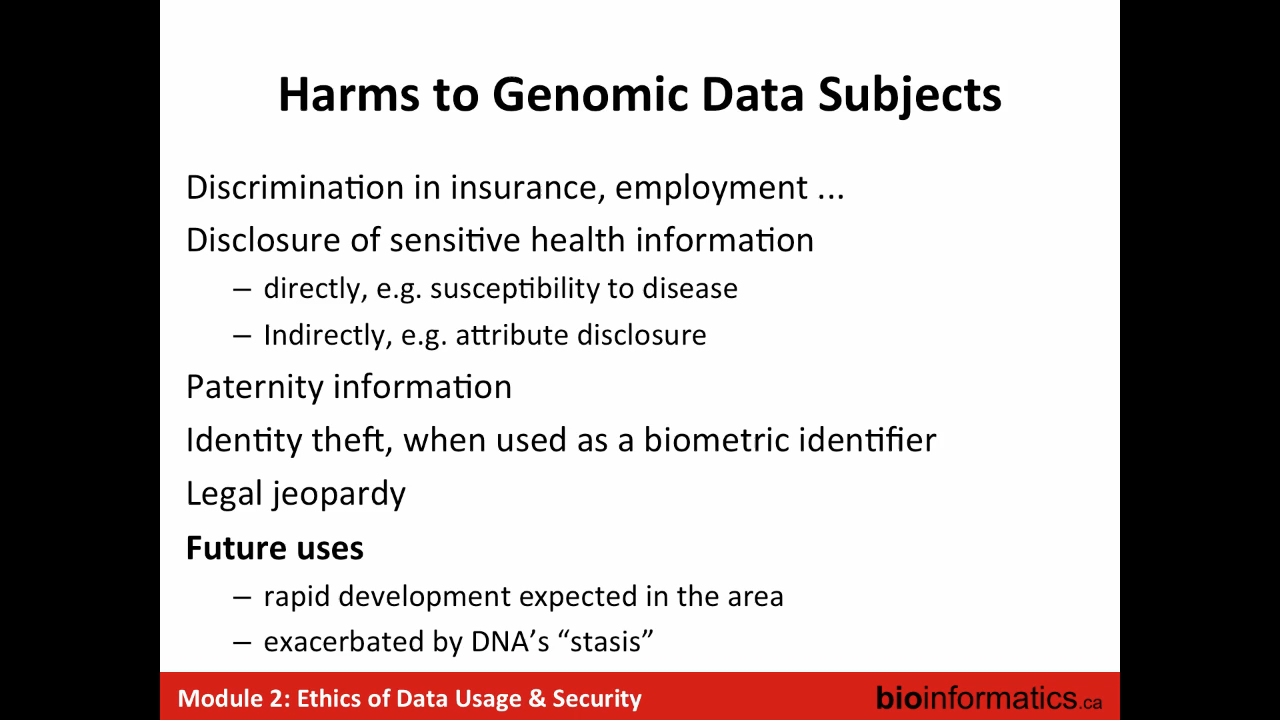 Harms to Genomic Data Subjects
Discrimination in insurance, employment ...
Disclosure of sensitive health information
– directly, e.g. susceptibility to disease
– Indirectly, e.g. attribute disclosure
Paternity information
Identity theft, when used as a biometric identifier
Legal jeopardy
Future uses
– rapid development expected in the area
– exacerbated by DNA’s “stasis”
Module 2: Ethics of Data Usage & Security
bioinformatics.ca